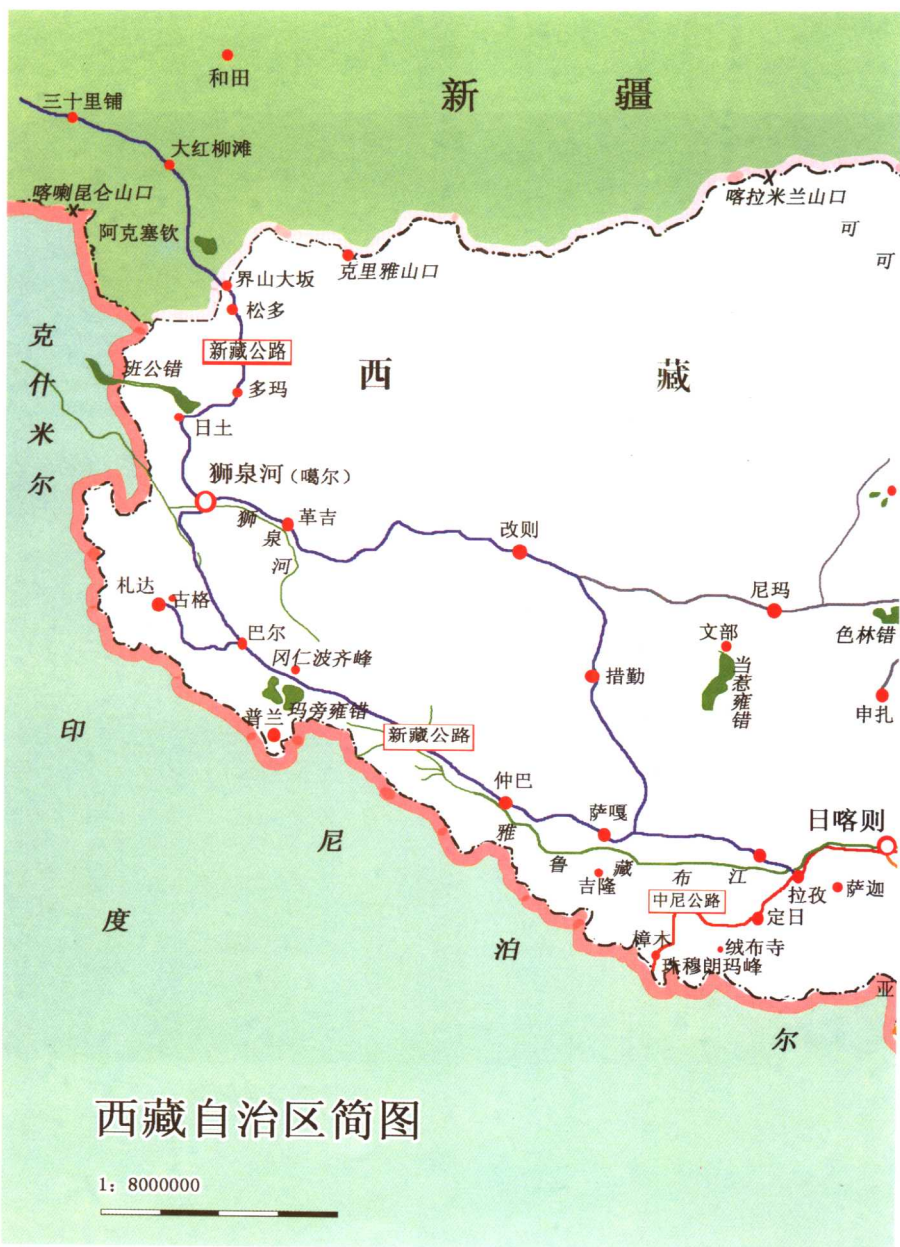 和田
新疆
三十里铺
大红柳滩
喀喇昆仑山口
喀拉米兰山口
阿克塞钦
可
可
克里雅山口
界山大坂
松多
新藏公路
克什米尔
班公错
西藏
多玛
日土
狮泉河（噶尔）
狮泉河
革吉
改则
札达
古格
尼玛
巴尔
文部
色林错
冈仁波齐峰
措勤
当惹雍错
玛旁雍错
普兰
申扎
新藏公路
印度
仲巴
萨嘎
日喀则
尼泊尔
雅鲁藏布江
吉隆
拉孜
萨迦
中尼公路
定日
樟木
绒布寺
珠穆朗玛峰
亚
西藏自治区简图
1：8000000